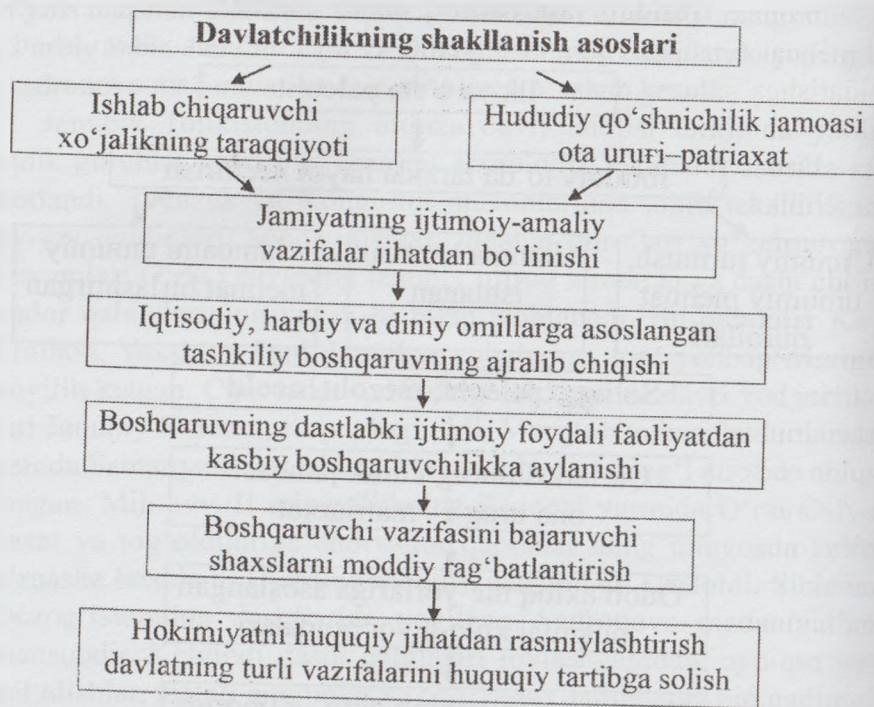 Davlatchilikning shakllanish asoslari
Ishlab chiqaruvchi
xo‘jalikning taraqqiyoti
Hududiy qo‘shnichilik jamoasi
ota ururi–patriaxat
Jamiyatning ijtimoiy-amaliy
vazifalar jihatdan bo‘linishi
Iqtisodiy, harbiy va diniy omillarga asoslangan
tashkiliy boshqaruvning ajralib chiqishi
Boshqaruvning dastlabki ijtimoiy foydali faoliyatdan
kasbiy boshqaruvchilikka aylanishi
Boshqaruvchi vazifasini bajaruvchi
shaxslarni moddiy rag‘batlantirish
Hokimiyatni huquqiy jihatdan rasmiylashtirish
davlatning turli vazifalarini huquqiy tartibga solish